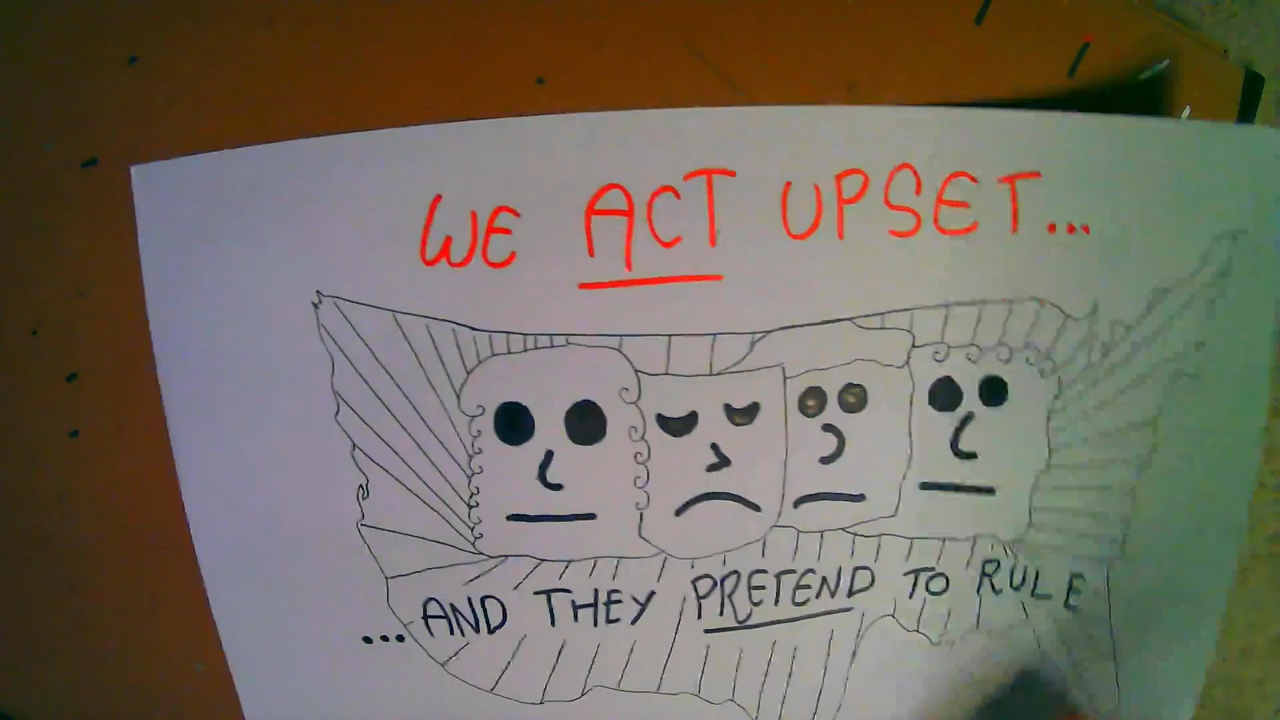 WE ACT UPSET...
...AND THEY PRETEND TO RULE